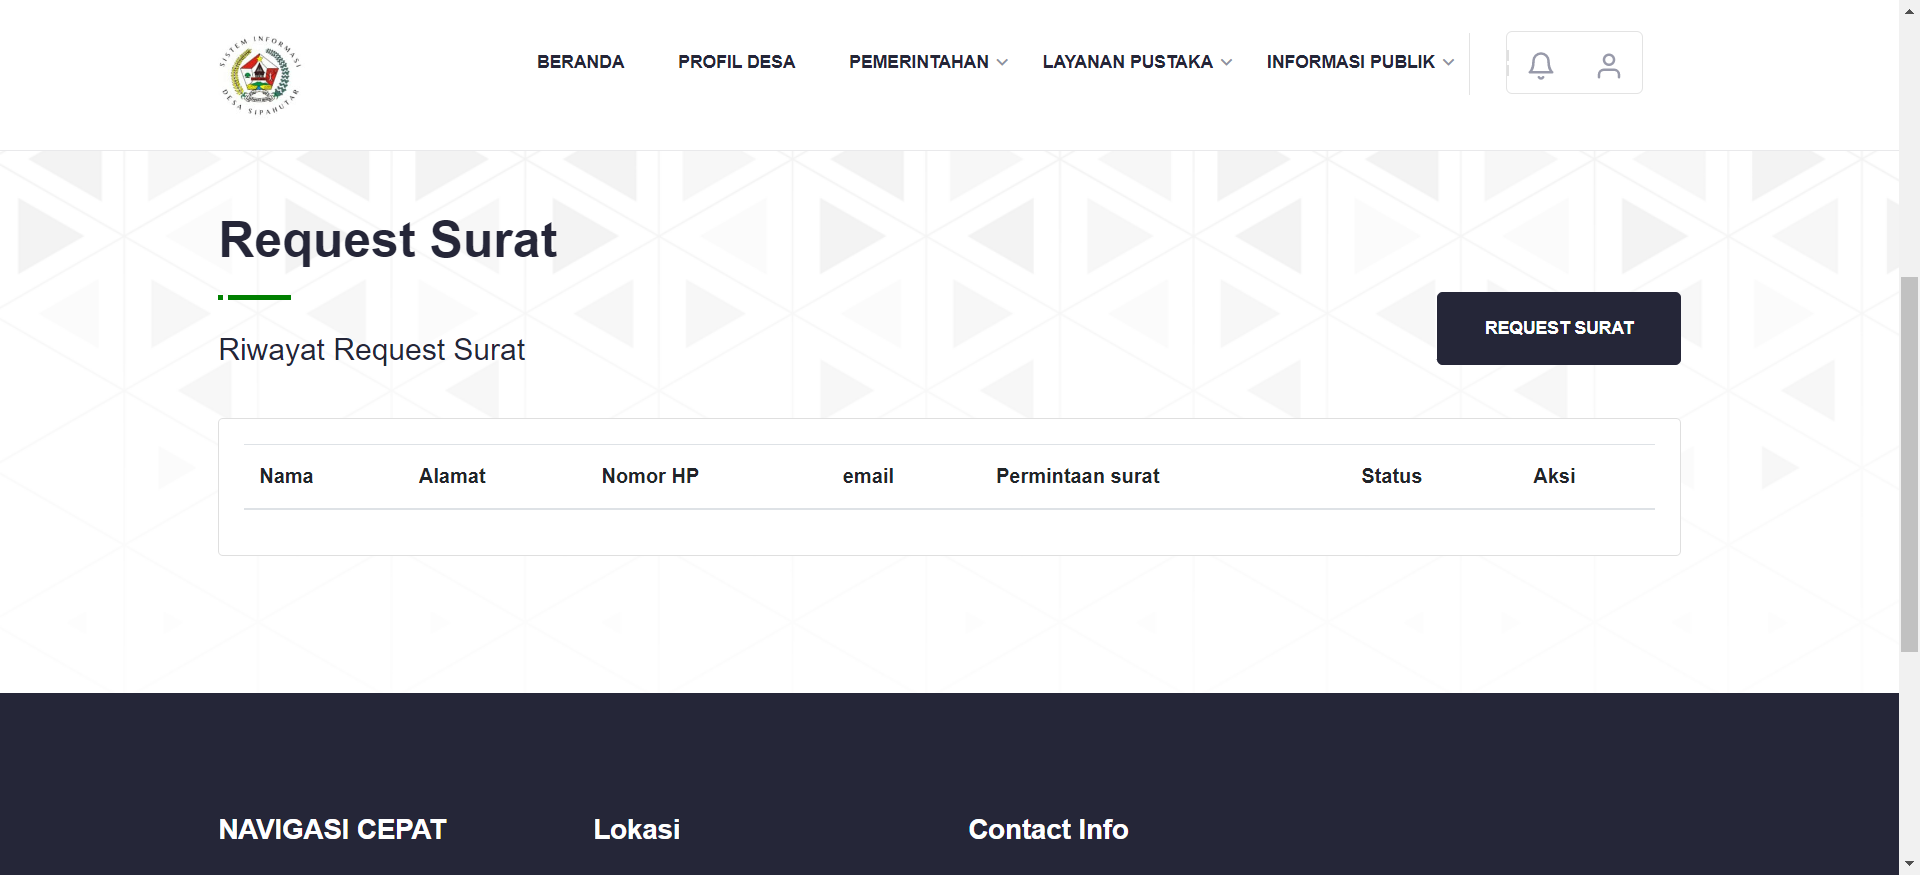 SISTEM INFORMASI
DESA SIPAHUTAR
BERANDA
PROFIL DESA
PEMERINTAHAN
LAYANAN PUSTAKA
INFORMASI PUBLIK
Request Surat
Riwayat Request Surat
REQUEST SURAT
Nama Alamat Nomor HP email Permintaan surat Status Aksi
NAVIGASI CEPAT
Lokasi
Contact Info